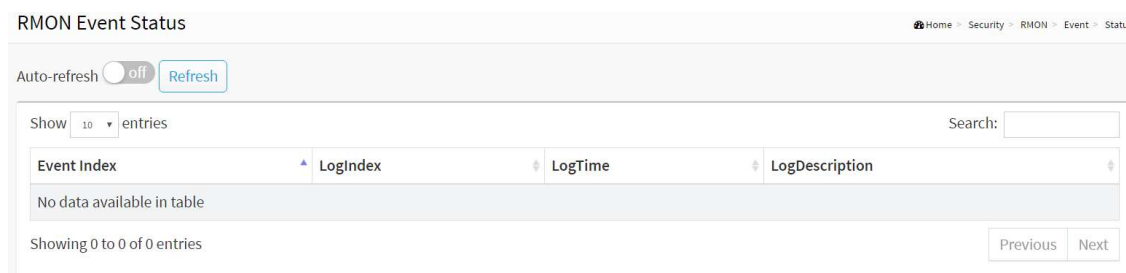 RMON Event Status
Home > Security > RMON > Event > Statu
Auto-refresh off Refresh
Show 10 entries
Search:
Event Index LogIndex LogTime LogDescription
No data available in table
Showing 0 to 0 of 0 entries
Previous Next